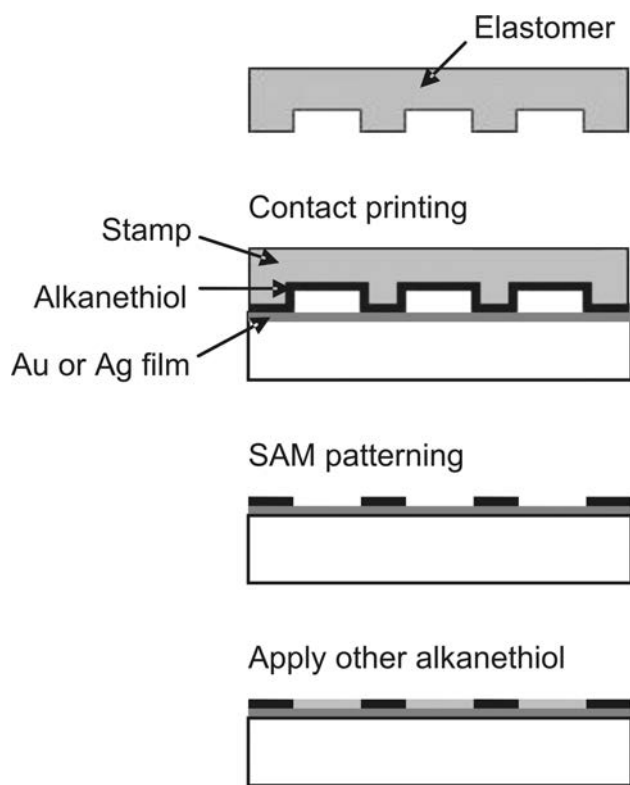 Elastomer
Contact printing
Stamp
Alkanethiol
Au or Ag film
SAM patterning
Apply other alkanethiol